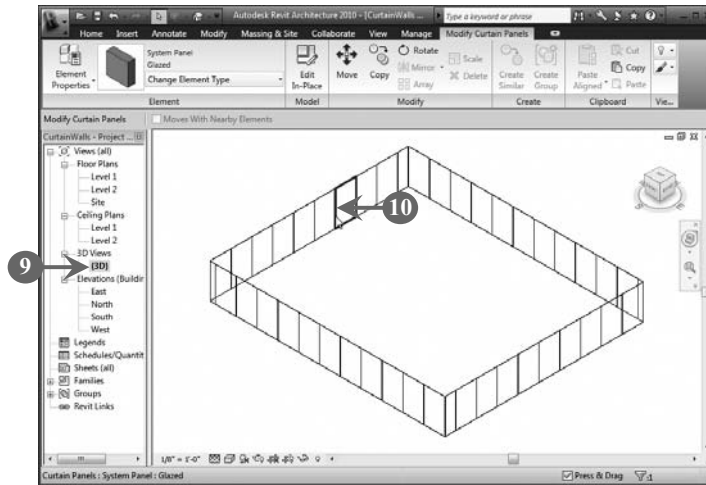 Autodesk Revit Architecture 2010 - [CurtainWalls ...
Type a keyword or phrase
Home Insert Annotate Modify Massing & Site Collaborate View Manage Modify Curtain Panels
Element Properties
System Panel
Glazed
Change Element Type
Edit In-Place
Move
Copy
Rotate
Mirror
Array
Scale
Delete
Create Similar
Create Group
Paste Aligned
Cut
Copy
Paste
Element Model Modify Create Clipboard Vie...
Modify Curtain Panels Moves With Nearby Elements
CurtainWalls - Project ...
Views (all)
Floor Plans
Level 1
Level 2
Site
Ceiling Plans
Level 1
Level 2
3D Views
{3D}
Elevations (Buildin
East
North
South
West
Legends
Schedules/Quantit
Sheets (all)
Families
Groups
Revit Links
9
10
1/8" = 1'-0"
Curtain Panels : System Panel : Glazed
Press & Drag
:1